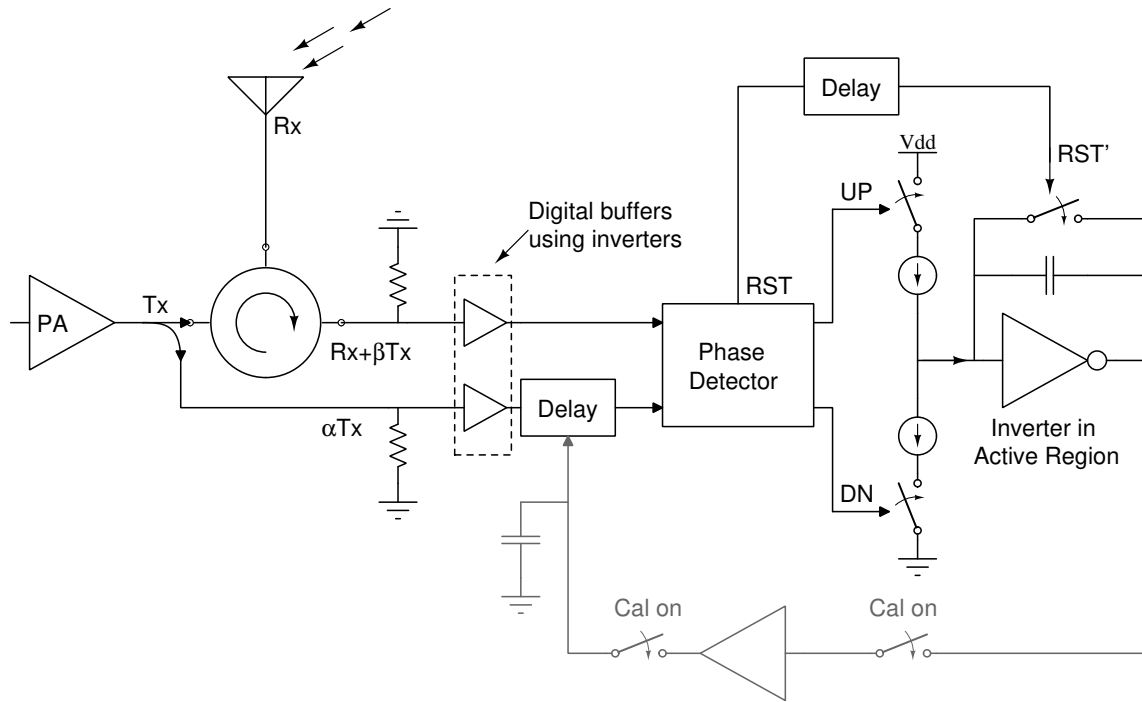 Delay
Rx
Vdd
RST'
UP
Digital buffers
using inverters
RST
PA
Tx
Rx+βTx
Phase
Detector
Delay
αTx
Inverter in
Active Region
DN
Cal on
Cal on